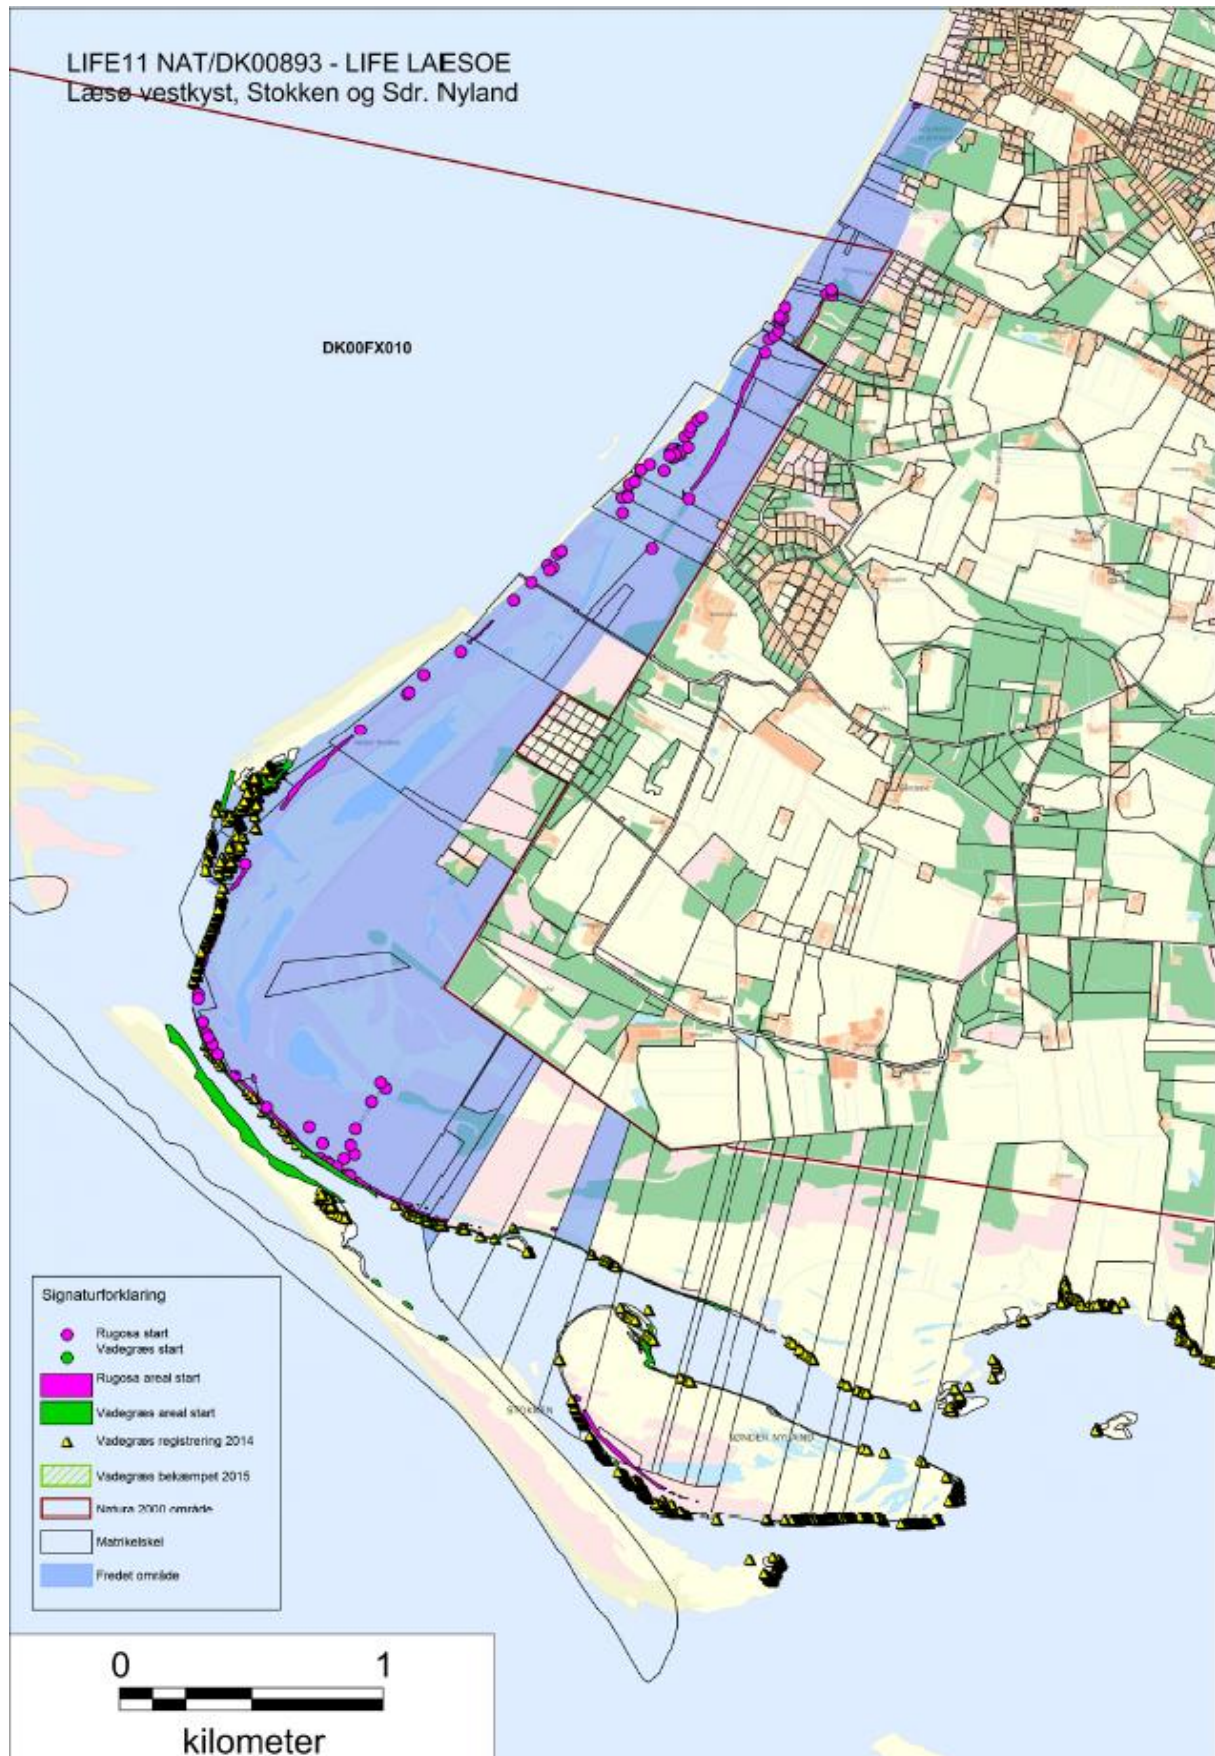 LIFE11 NAT/DK00893 - LIFE LAESOE
Læsø vestkyst, Stokken og Sdr. Nyland
DK00FX010
STOKKEN
SØNDER NYLAND
Signaturforklaring
Rugosa start
Vadegræs start
Rugosa areal start
Vadegræs areal start
Vadegræs registrering 2014
Vadegræs bekæmpet 2015
Natura 2000 område
Matrikelskel
Fredet område
0 1
kilometer